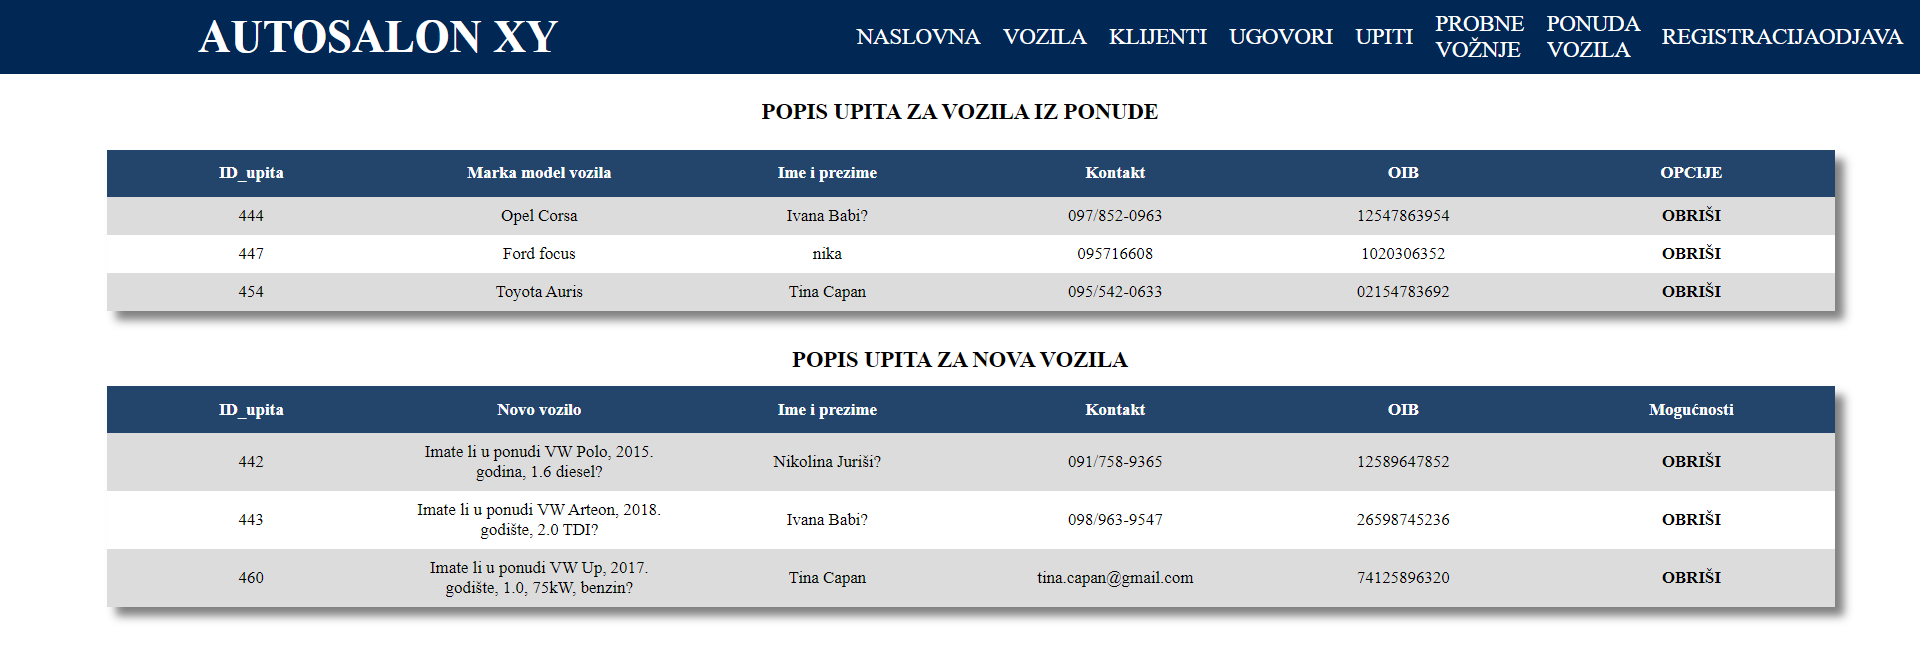 AUTOSALON XY
NASLOVNA VOZILA KLIJENTI UGOVORI UPITI PROBNE VOŽNJE PONUDA VOZILA REGISTRACIJAODJAVA
POPIS UPITA ZA VOZILA IZ PONUDE
ID_upita Marka model vozila Ime i prezime Kontakt OIB OPCIJE
444 Opel Corsa Ivana Babi? 097/852-0963 12547863954 OBRIŠI
447 Ford focus nika 095716608 1020306352 OBRIŠI
454 Toyota Auris Tina Capan 095/542-0633 02154783692 OBRIŠI
POPIS UPITA ZA NOVA VOZILA
ID_upita Novo vozilo Ime i prezime Kontakt OIB Mogućnosti
442 Imate li u ponudi VW Polo, 2015. godina, 1.6 diesel? Nikolina Juriši? 091/758-9365 12589647852 OBRIŠI
443 Imate li u ponudi VW Arteon, 2018. godište, 2.0 TDI? Ivana Babi? 098/963-9547 26598745236 OBRIŠI
460 Imate li u ponudi VW Up, 2017. godište, 1.0, 75kW, benzin? Tina Capan tina.capan@gmail.com 74125896320 OBRIŠI